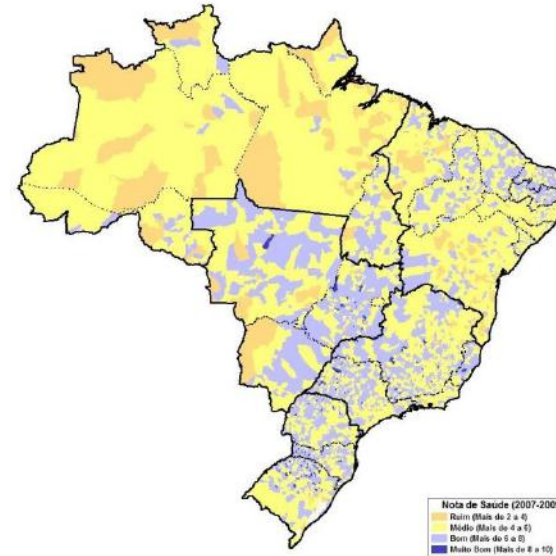 Nota de Saúde (2007-2009
Ruim (Mais de 2 a 4)
Médio (Mais de 4 a 6)
Bom (Mais de 6 a 8)
Muito Bom (Mais de 8 a 10)